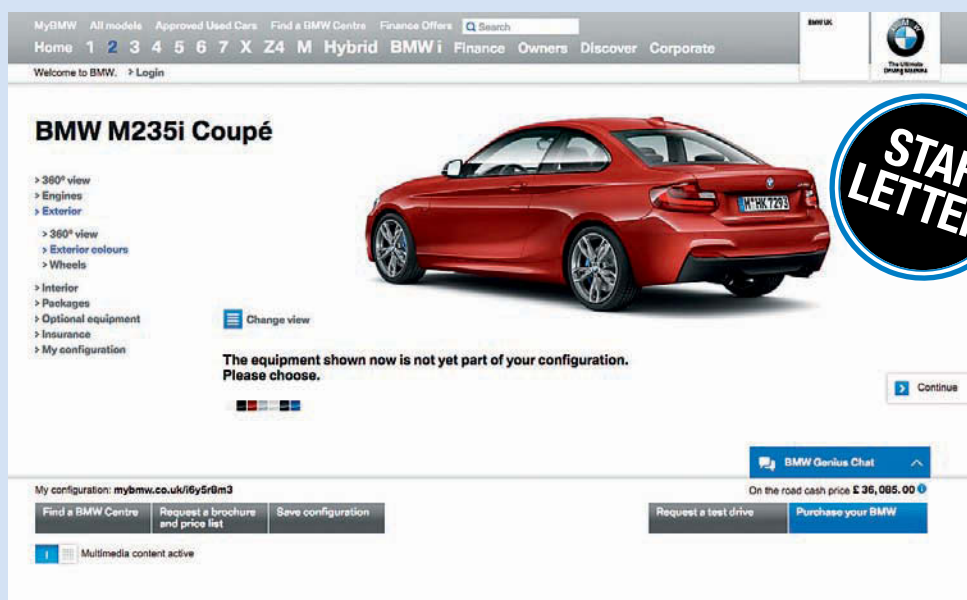 MyBMW All models Approved Used Cars Find a BMW Centre Finance Offers Search
Home 1 2 3 4 5 6 7 X Z4 M Hybrid BMW i Finance Owners Discover Corporate
BMW UK
The Ultimate
Driving Machine
Welcome to BMW. > Login
BMW M235i Coupé
STAR
LETTER
> 360° view
> Engines
> Exterior
> 360° view
> Exterior colours
> Wheels
> Interior
> Packages
> Optional equipment
> Insurance
> My configuration
M HK 7293
Change view
The equipment shown now is not yet part of your configuration.
Please choose.
Continue
BMW Genius Chat
My configuration: mybmw.co.uk/i6y5r8m3
On the road cash price £ 36,085.00
Find a BMW Centre
Request a brochure
and price list
Save configuration
Request a test drive
Purchase your BMW
Multimedia content active